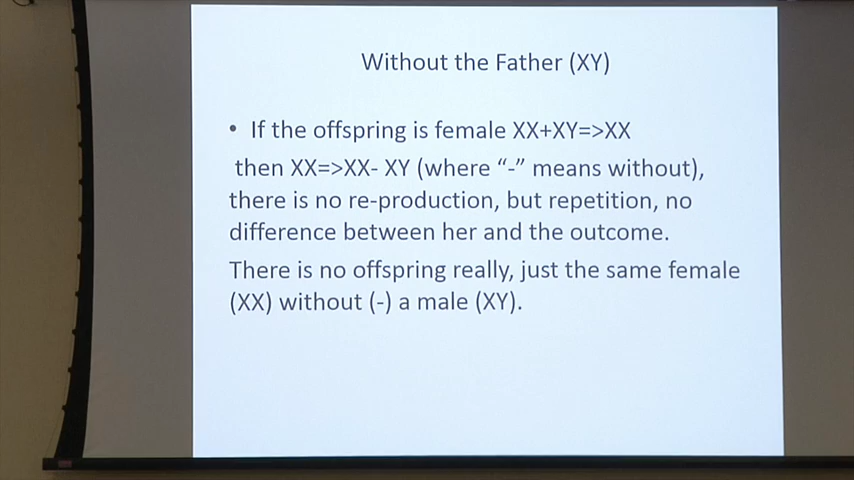 Without the Father (XY)
• If the offspring is female XX+XY=>XX
then XX=>XX- XY (where “-” means without),
there is no re-production, but repetition, no
difference between her and the outcome.
There is no offspring really, just the same female
(XX) without (-) a male (XY).